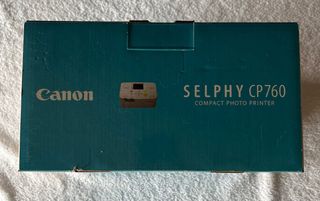 Canon
SELPHY CP760
COMPACT PHOTO PRINTER